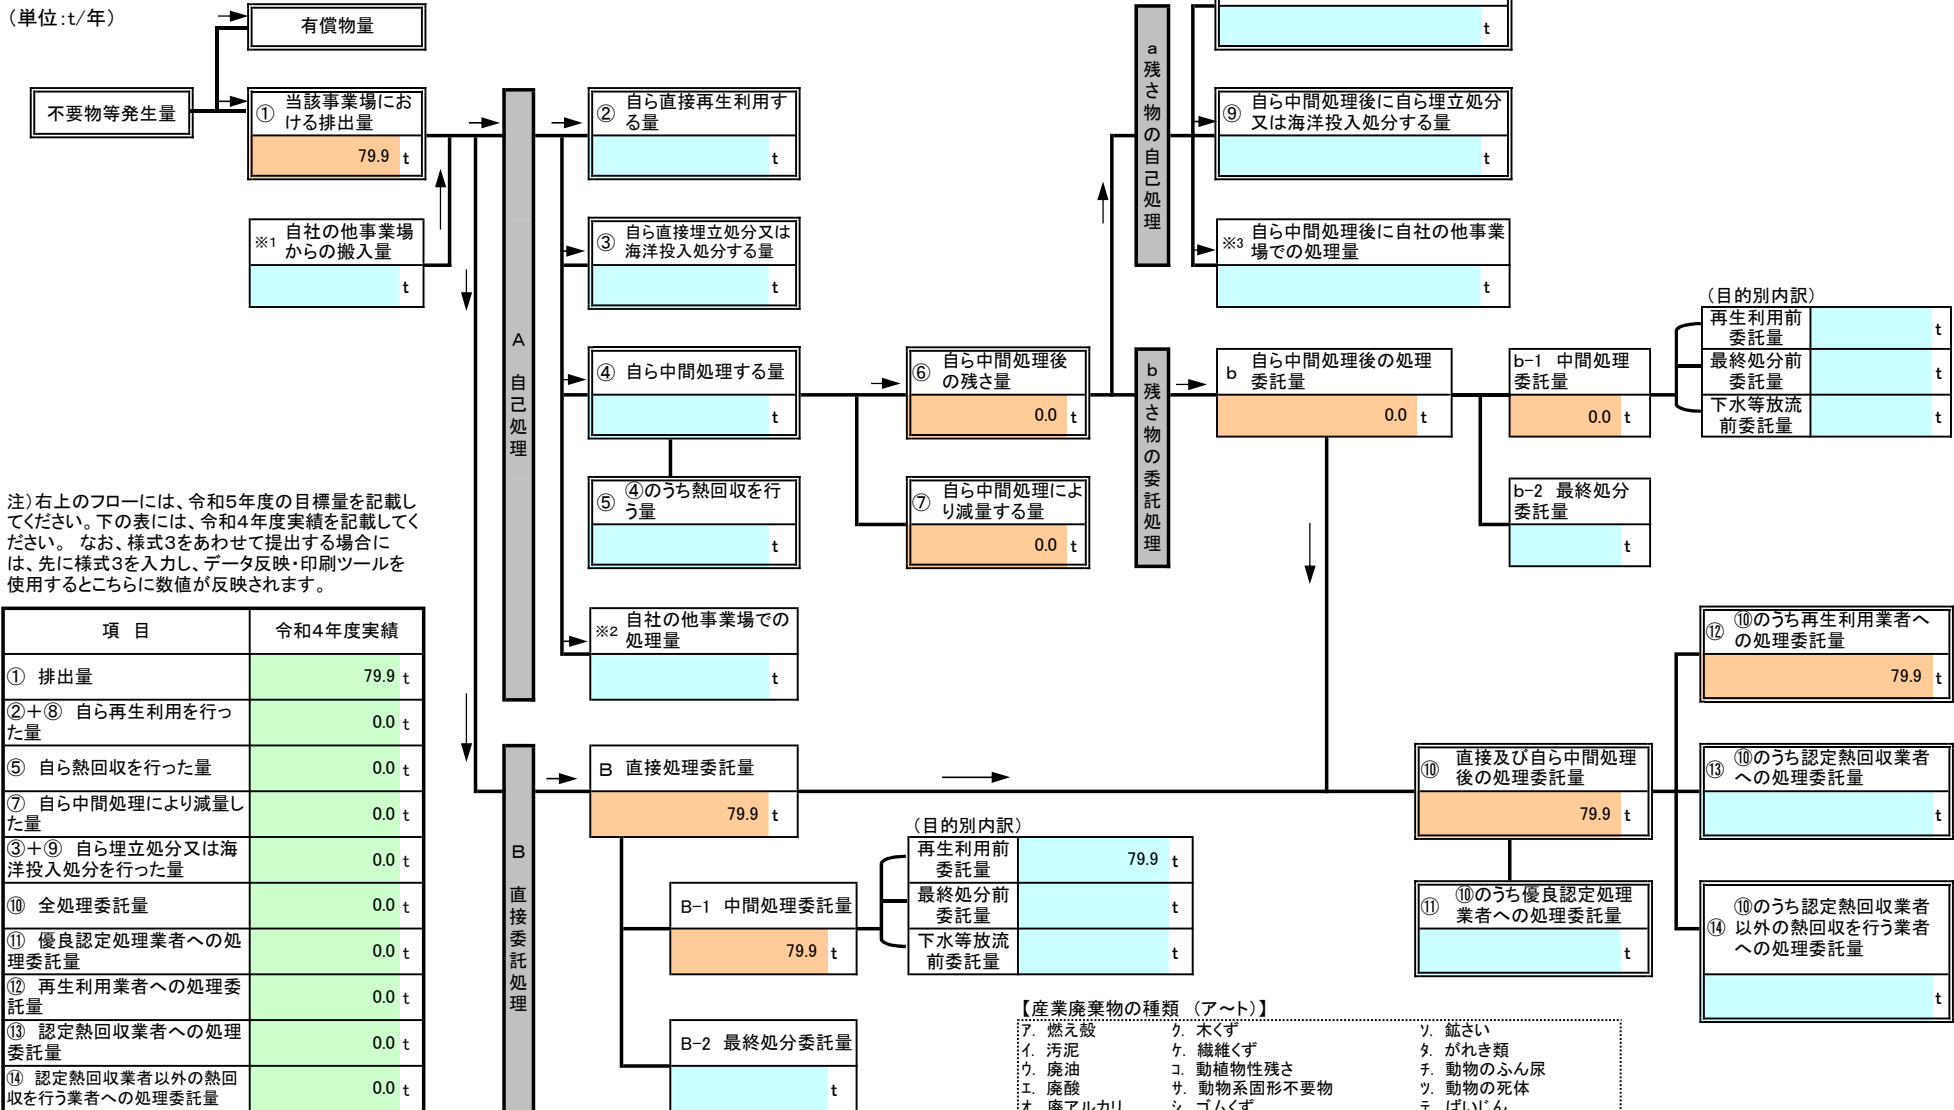 (単位:t/年)
有償物量
t
不要物等発生量
① 当該事業場にお
ける排出量
79.9 t
※1 自社の他事業場
からの搬入量
t
A 自己処理
② 自ら直接再生利用す
る量
t
③ 自ら直接埋立処分又は
海洋投入処分する量
t
④ 自ら中間処理する量
t
⑤ ④のうち熱回収を行
う量
t
※2 自社の他事業場での
処理量
t
⑥ 自ら中間処理後
の残さ量
0.0 t
⑦ 自ら中間処理によ
り減量する量
0.0 t
a 残さ物の自己処理
⑨ 自ら中間処理後に自ら埋立処分
又は海洋投入処分する量
t
※3 自ら中間処理後に自社の他事業
場での処理量
t
b 残さ物の委託処理
b 自ら中間処理後の処理
委託量
0.0 t
b-1 中間処理
委託量
0.0 t
b-2 最終処分
委託量
t
(目的別内訳)
再生利用前
委託量
t
最終処分前
委託量
t
下水等放流
前委託量
t
注)右上のフローには、令和5年度の目標量を記載し
てください。下の表には、令和4年度実績を記載してく
ださい。 なお、様式3をあわせて提出する場合に
は、先に様式3を入力し、データ反映・印刷ツールを
使用するとこちらに数値が反映されます。
項 目 令和4年度実績
① 排出量 79.9 t
②+⑧ 自ら再生利用を行っ
た量
0.0 t
⑤ 自ら熱回収を行った量 0.0 t
⑦ 自ら中間処理により減量し
た量
0.0 t
③+⑨ 自ら埋立処分又は海
洋投入処分を行った量
0.0 t
⑩ 全処理委託量 0.0 t
⑪ 優良認定処理業者への処
理委託量
0.0 t
⑫ 再生利用業者への処理委
託量
0.0 t
⑬ 認定熱回収業者への処理
委託量
0.0 t
⑭ 認定熱回収業者以外の熱回
収を行う業者への処理委託量
0.0 t
B 直接委託処理
B 直接処理委託量
79.9 t
B-1 中間処理委託量
79.9 t
B-2 最終処分委託量
t
(目的別内訳)
再生利用前
委託量
79.9 t
最終処分前
委託量
t
下水等放流
前委託量
t
⑩ 直接及び自ら中間処理
後の処理委託量
79.9 t
⑪ ⑩のうち優良認定処理
業者への処理委託量
t
⑫ ⑩のうち再生利用業者へ
の処理委託量
79.9 t
⑬ ⑩のうち認定熱回収業者
への処理委託量
t
⑭ ⑩のうち認定熱回収業者
以外の熱回収を行う業者
への処理委託量
t
【産業廃棄物の種類 (ア~ト)】
ア. 燃え殻 ク. 木くず ソ. 鉱さい
イ. 汚泥 ケ. 繊維くず タ. がれき類
ウ. 廃油 コ. 動植物性残さ チ. 動物のふん尿
エ. 廃酸 サ. 動物系固形不要物 ツ. 動物の死体
オ. 廃アルカリ シ. ゴムくず テ. ばいじん